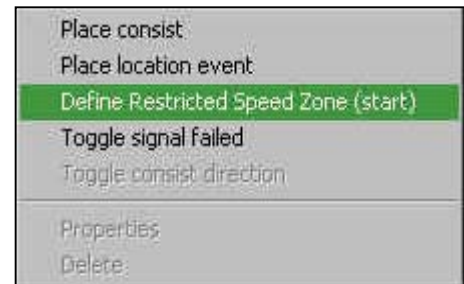 Place consist
Place location event
Define Restricted Speed Zone (start)
Toggle signal failed
Toggle consist direction
Properties
Delete